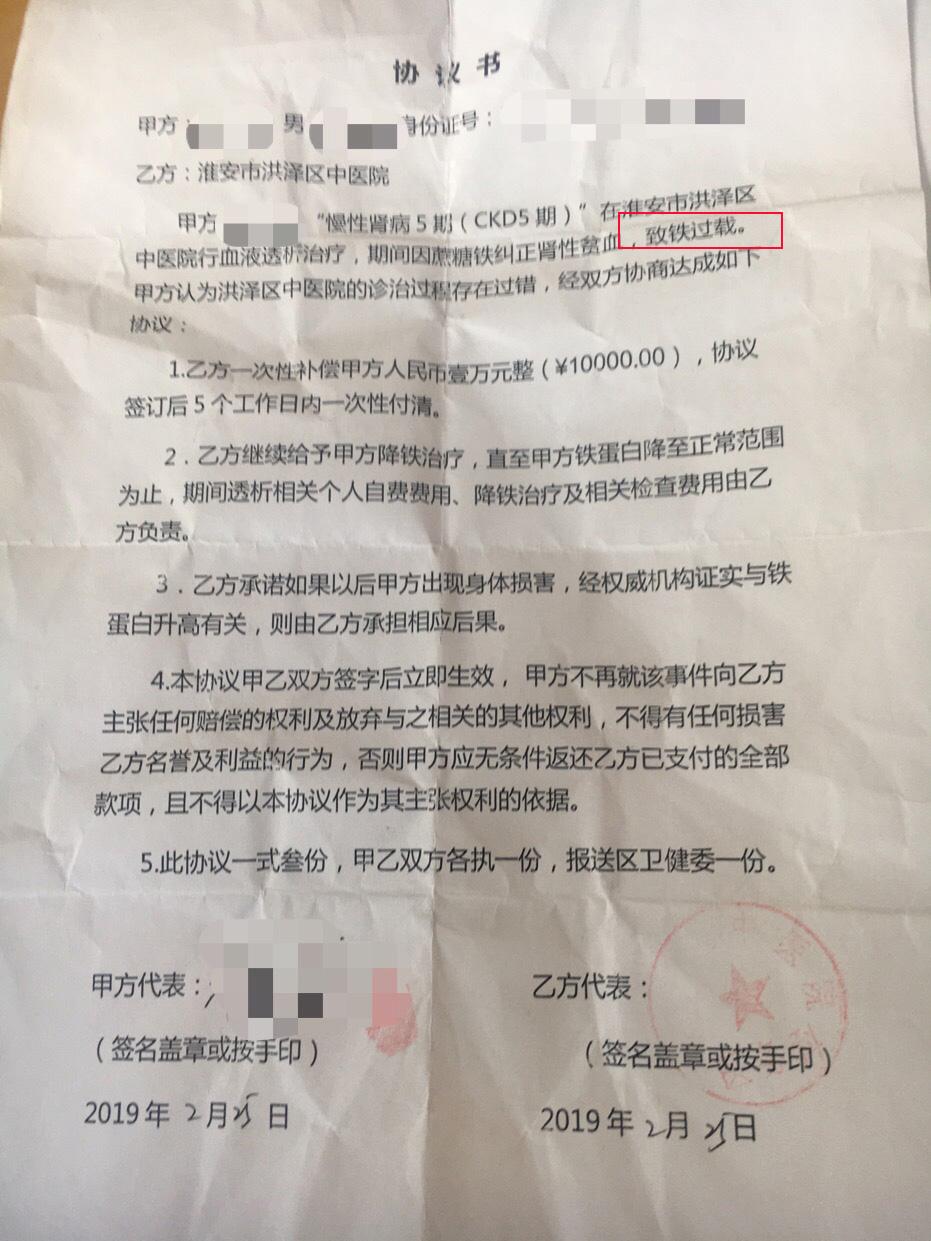 协议书
甲方： 男 身份证号：
乙方：淮安市洪泽区中医院
甲方 “慢性肾病5期（CKD5期）”在淮安市洪泽区
中医院行血液透析治疗，期间因蔗糖铁纠正肾性贫血，致铁过载。
甲方认为洪泽区中医院的诊治过程存在过错，经双方协商达成如下
协议：
1.乙方一次性补偿甲方人民币壹万元整（¥10000.00），协议
签订后5个工作日内一次性付清。
2．乙方继续给予甲方降铁治疗，直至甲方铁蛋白降至正常范围
为止，期间透析相关个人自费费用、降铁治疗及相关检查费用由乙
方负责。
3．乙方承诺如果以后甲方出现身体损害，经权威机构证实与铁
蛋白升高有关，则由乙方承担相应后果。
4.本协议甲乙双方签字后立即生效，甲方不再就该事件向乙方
主张任何赔偿的权利及放弃与之相关的其他权利，不得有任何损害
乙方名誉及利益的行为，否则甲方应无条件返还乙方已支付的全部
款项，且不得以本协议作为其主张权利的依据。
5.此协议一式叁份，甲乙双方各执一份，报送区卫健委一份。
甲方代表： 乙方代表：
（签名盖章或按手印） （签名盖章或按手印）
2019年2月25日 2019年2月25日